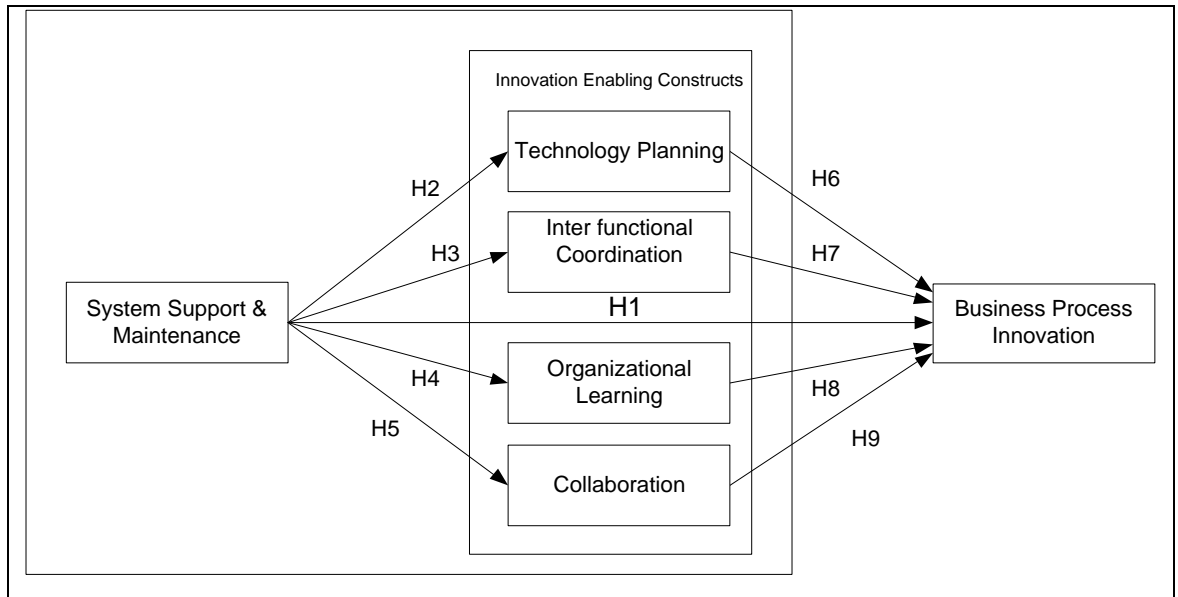 Innovation Enabling Constructs
Technology Planning
H2
H6
Inter functional
Coordination
H3
H7
H1
System Support &
Maintenance
Business Process
Innovation
Organizational
Learning
H4
H8
H5
H9
Collaboration